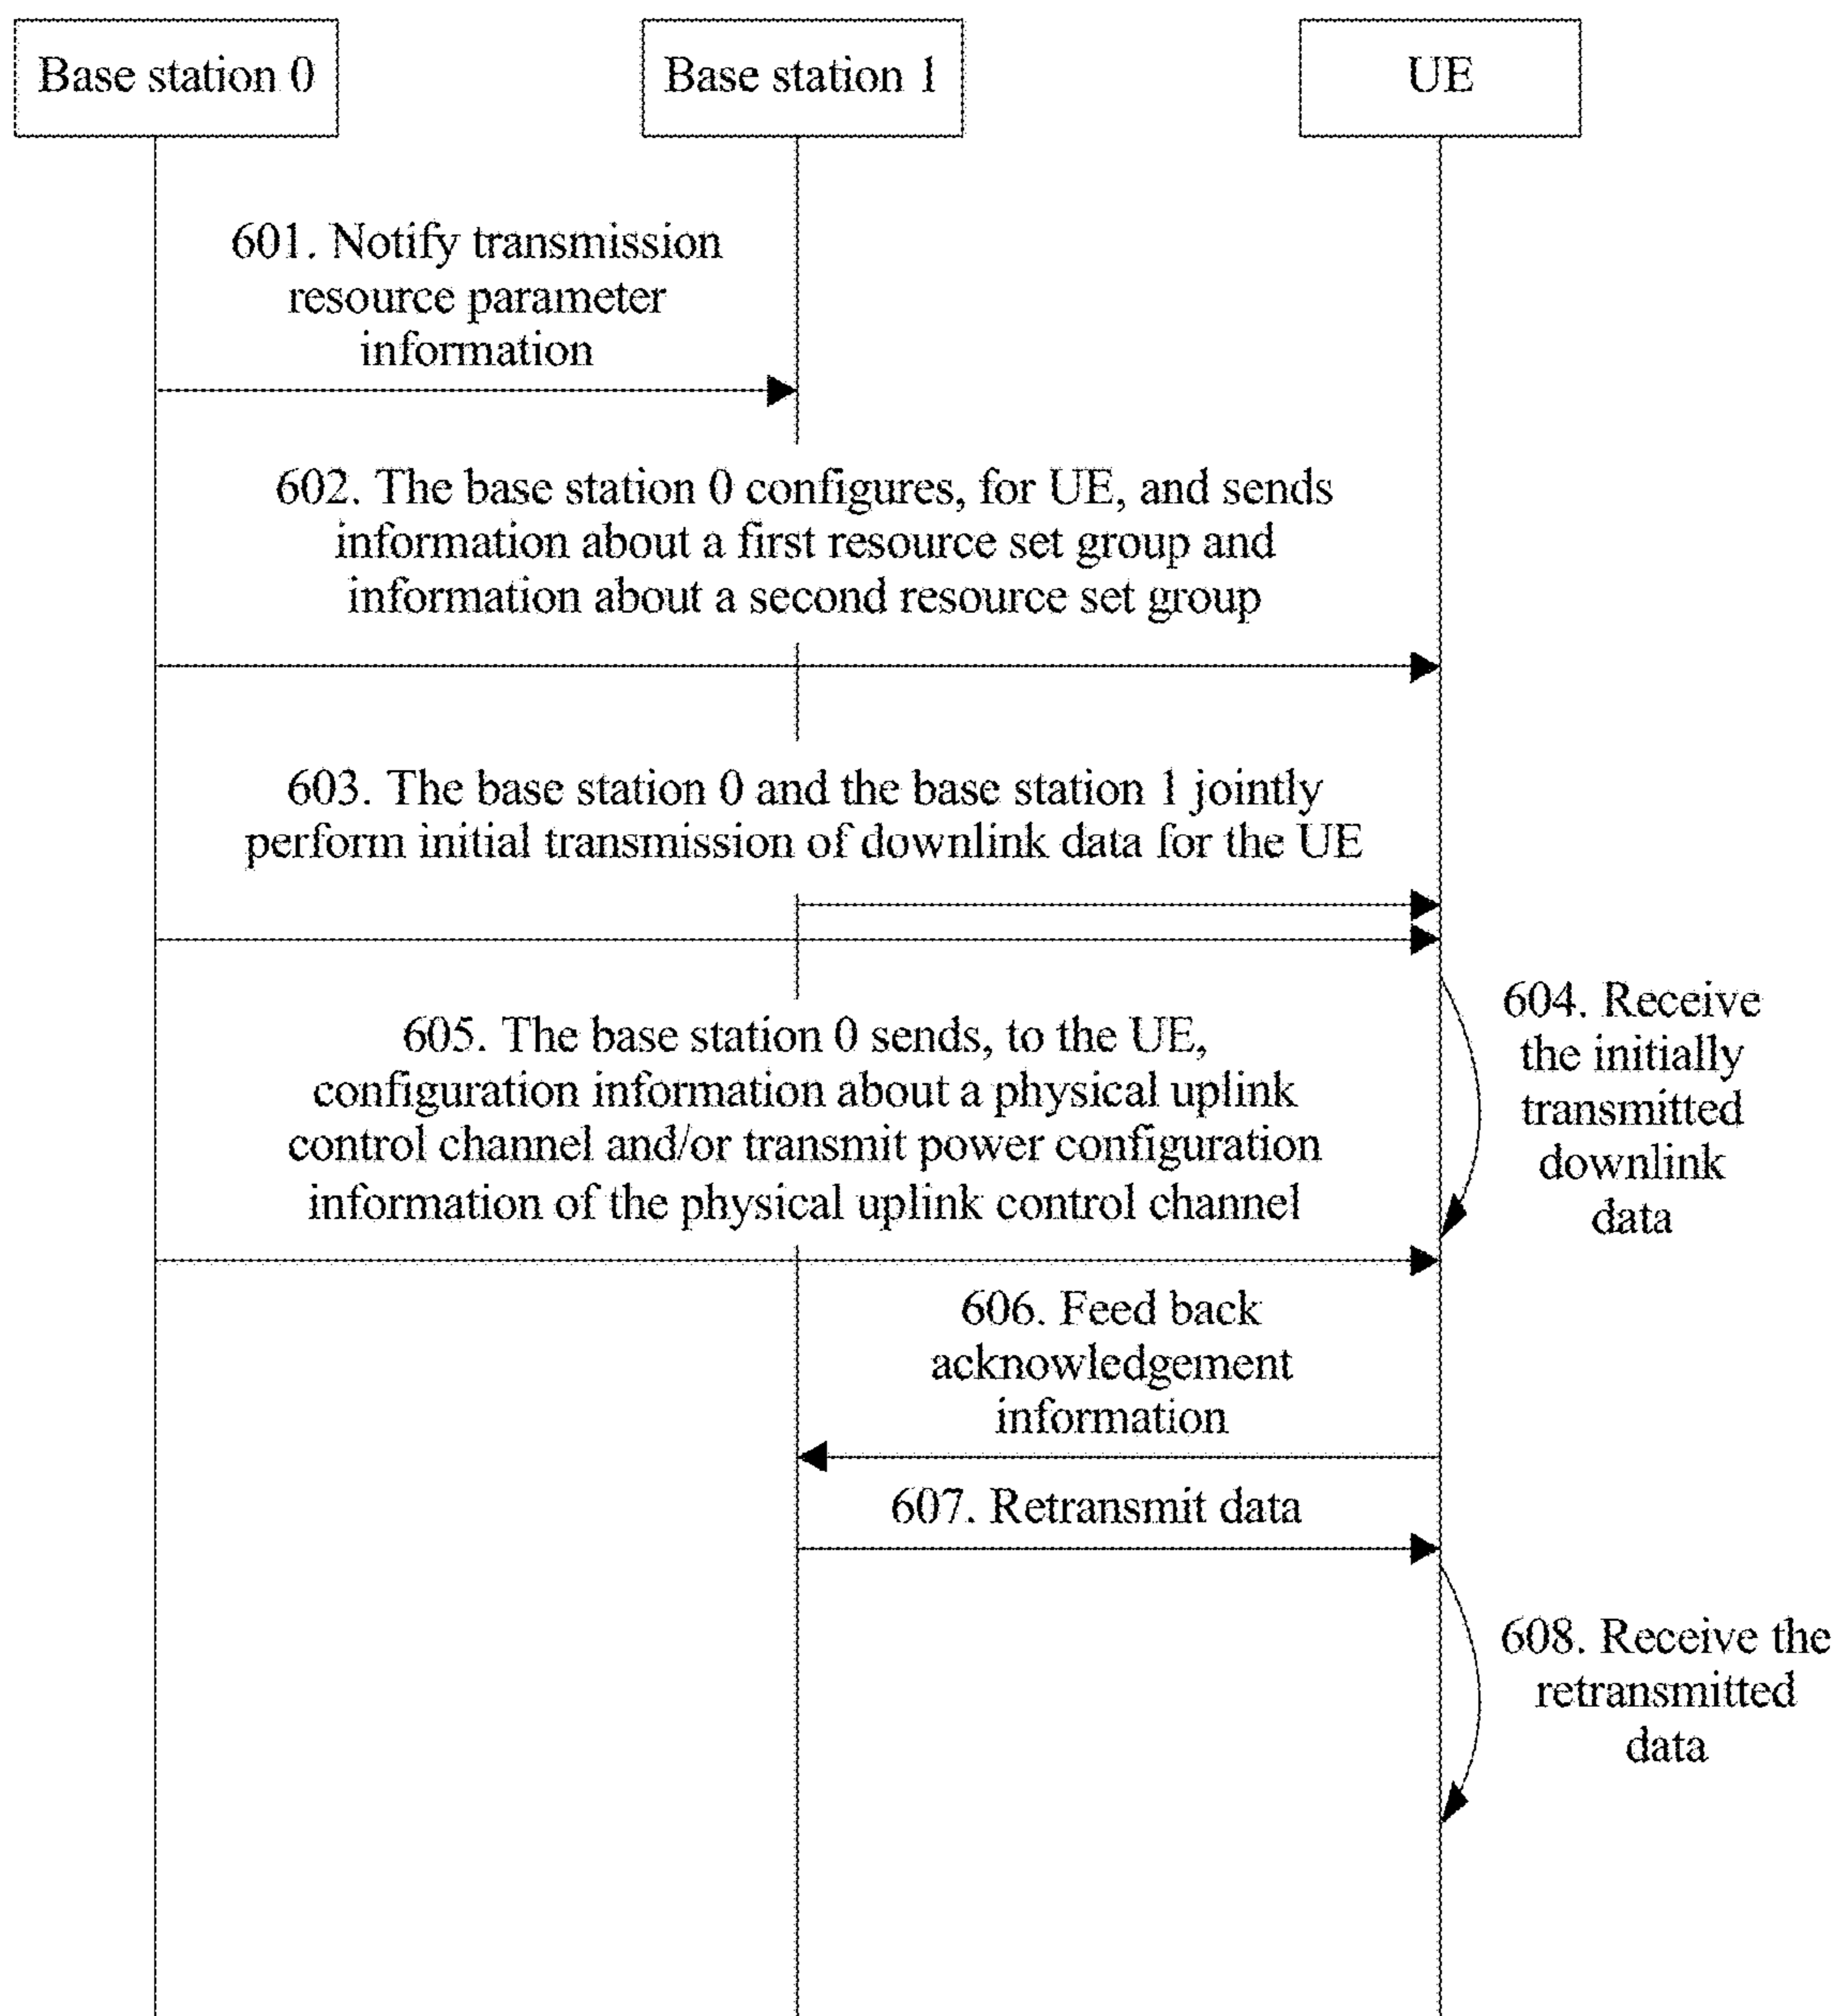 Base station 0
Base station 1
UE
601. Notify transmission
resource parameter
information
602. The base station 0 configures, for UE, and sends
information about a first resource set group and
information about a second resource set group
603. The base station 0 and the base station 1 jointly
perform initial transmission of downlink data for the UE
604. Receive
the initially
transmitted
downlink
data
605. The base station 0 sends, to the UE,
configuration information about a physical uplink
control channel and/or transmit power configuration
information of the physical uplink control channel
606. Feed back
acknowledgement
information
607. Retransmit data
608. Receive the
retransmitted
data